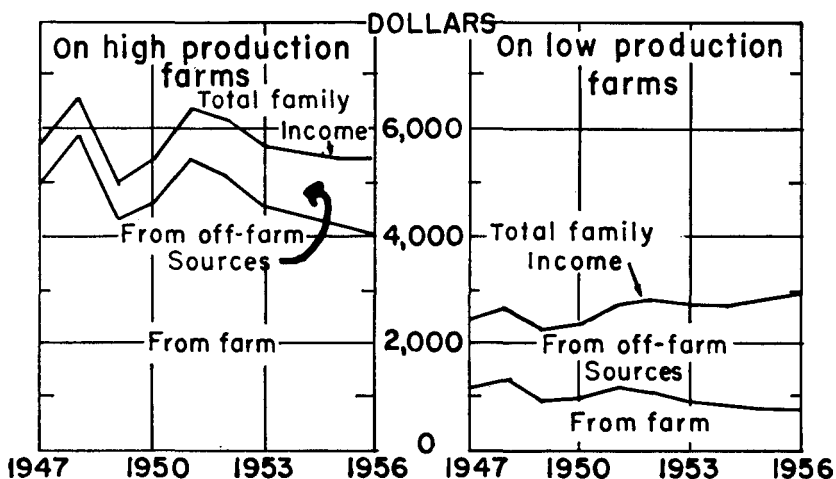 DOLLARS
On high production
farms
Total family
Income
From off-farm
Sources
From farm
On low production
farms
Total family
Income
From off-farm
Sources
From farm
6,000
4,000
2,000
0
1947 1950 1953 1956
1947 1950 1953 1956